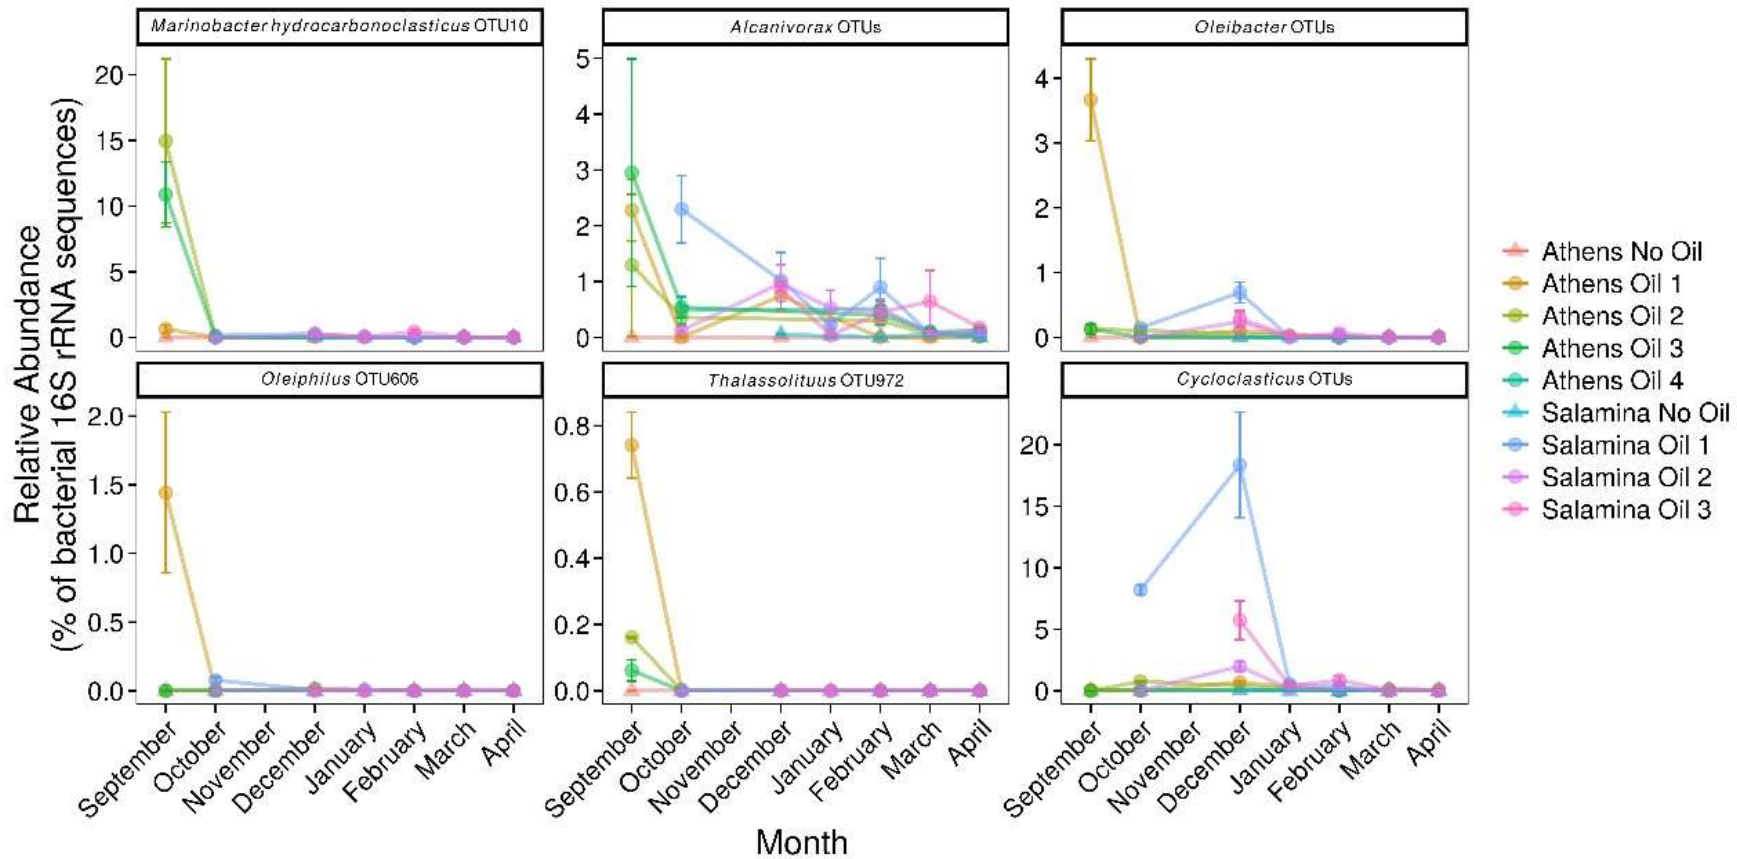 Marinobacter hydrocarbonoclasticus OTU10
Alcanivorax OTUs
Oleibacter OTUs
20
15
10
5
0
5
4
3
2
1
0
4
3
2
1
0
Relative Abundance
(% of bacterial 16S rRNA sequences)
Oleiphilus OTU606
Thalassolituus OTU972
Cycloclasticus OTUs
2.0
1.5
1.0
0.5
0.0
0.8
0.6
0.4
0.2
0.0
20
15
10
5
0
September
October
November
December
January
February
March
April
September
October
November
December
January
February
March
April
September
October
November
December
January
February
March
April
Month
Athens No Oil
Athens Oil 1
Athens Oil 2
Athens Oil 3
Athens Oil 4
Salamina No Oil
Salamina Oil 1
Salamina Oil 2
Salamina Oil 3